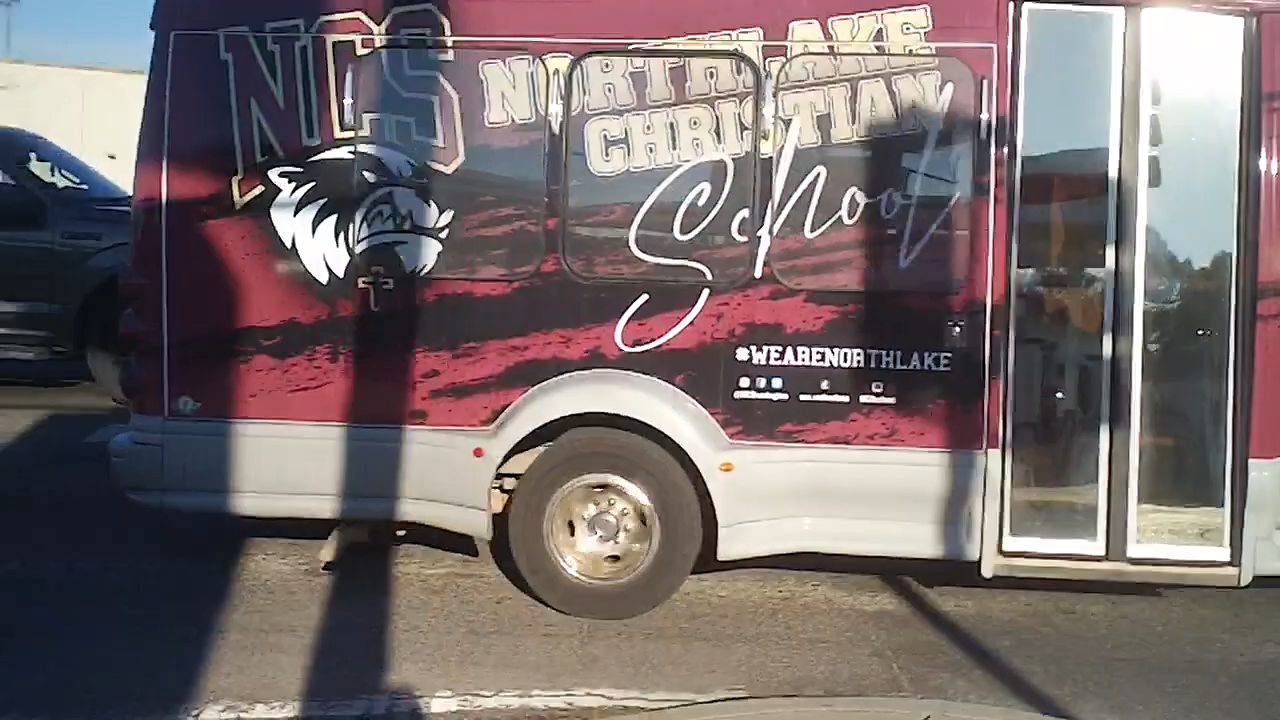 NCS
NORTHLAKE
CHRISTIAN
School
#WEARENORTHLAKE